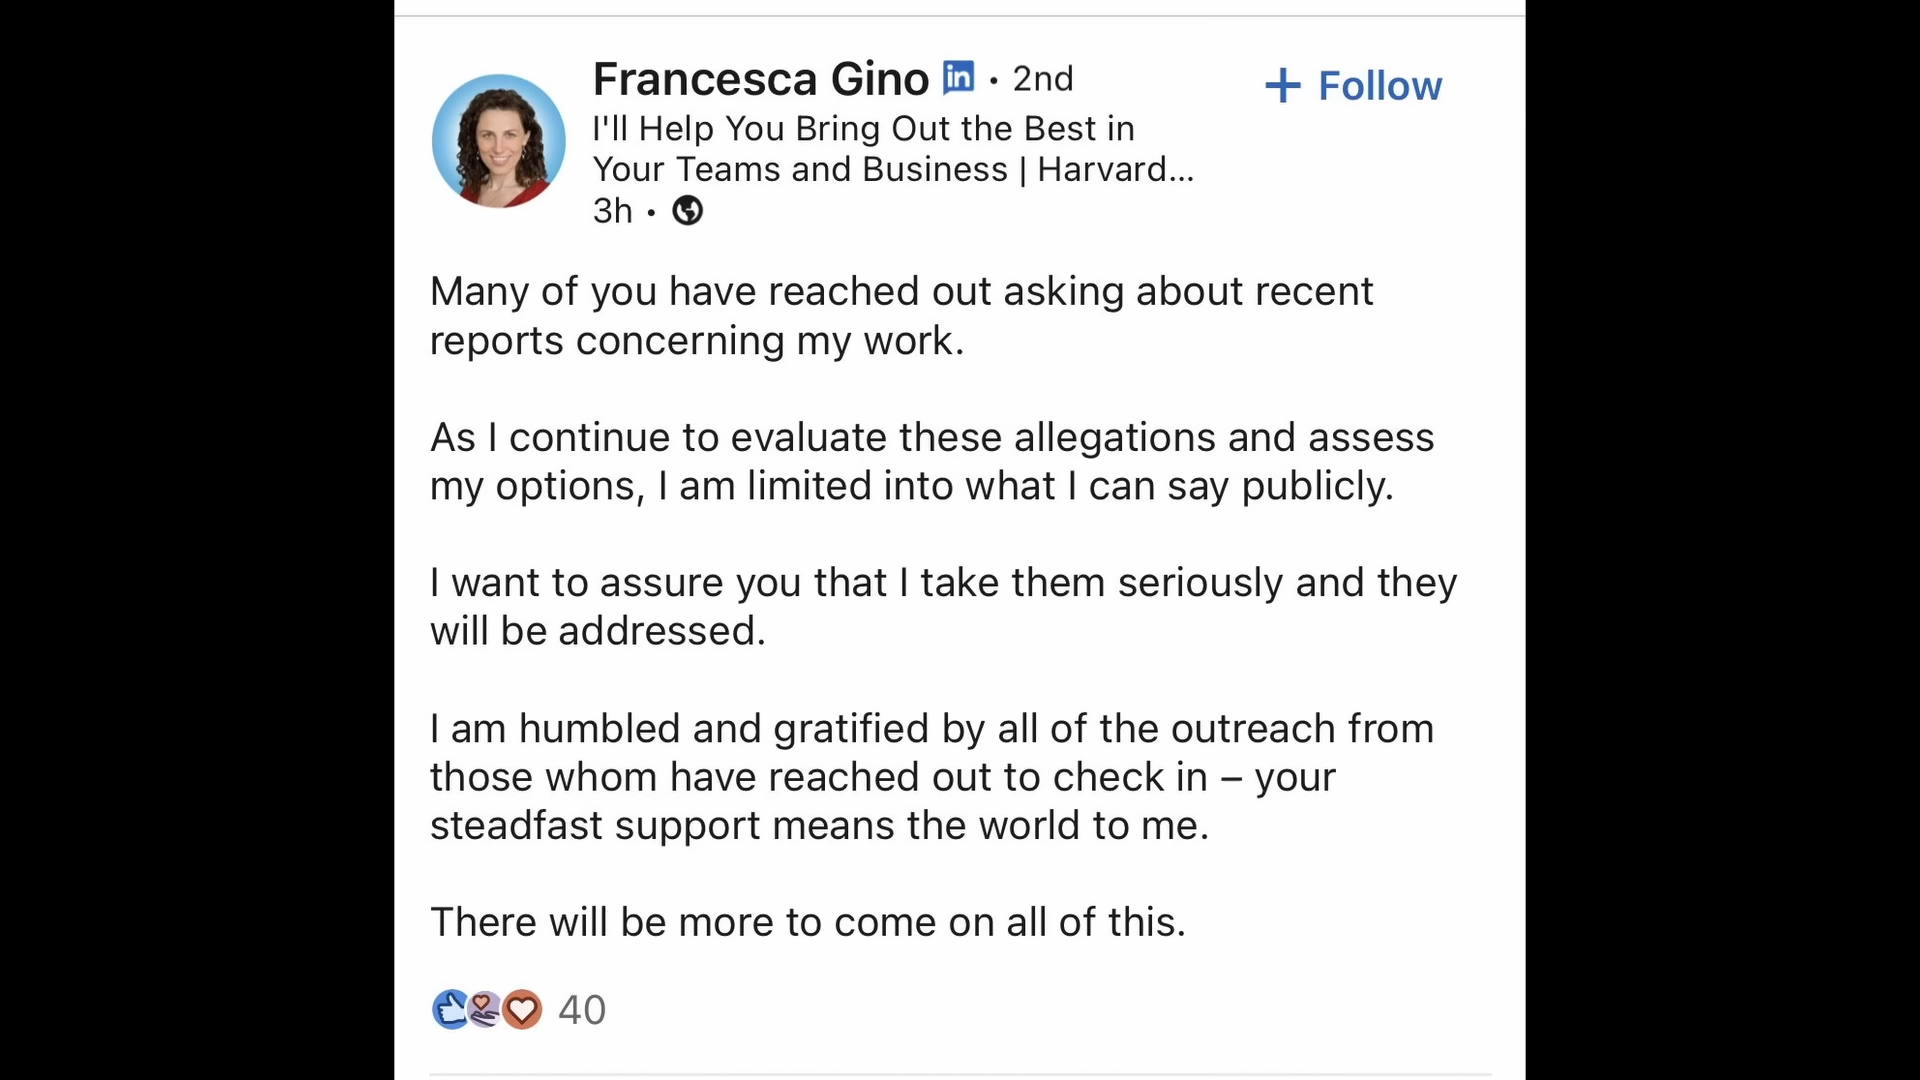 Francesca Gino in • 2nd
+ Follow
I'll Help You Bring Out the Best in
Your Teams and Business | Harvard...
3h •
Many of you have reached out asking about recent
reports concerning my work.
As I continue to evaluate these allegations and assess
my options, I am limited into what I can say publicly.
I want to assure you that I take them seriously and they
will be addressed.
I am humbled and gratified by all of the outreach from
those whom have reached out to check in – your
steadfast support means the world to me.
There will be more to come on all of this.
40